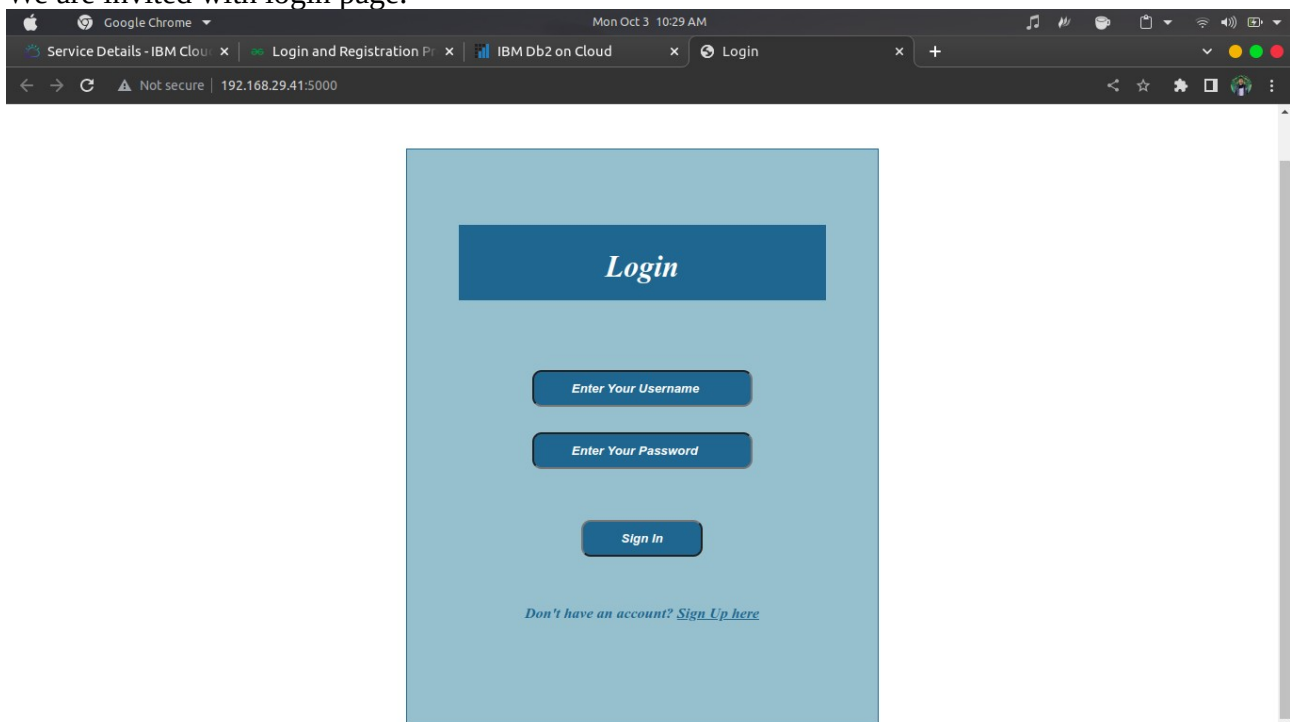 We are invited with login page.
Google Chrome Mon Oct 3 10:29 AM
Service Details - IBM Clou Login and Registration Pr IBM Db2 on Cloud Login
Not secure | 192.168.29.41:5000
Login
Enter Your Username
Enter Your Password
Sign In
Don't have an account? Sign Up here